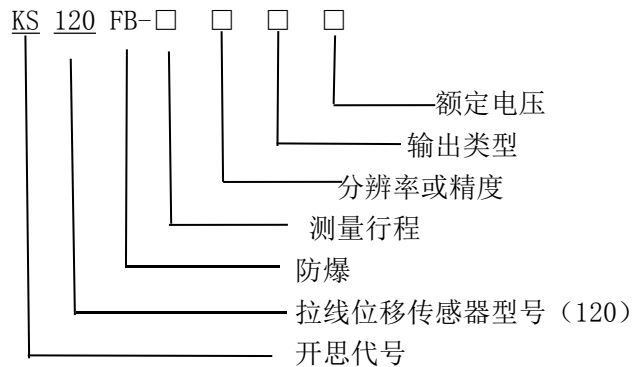 KS 120 FB-□ □ □ □
额定电压
输出类型
分辨率或精度
测量行程
防爆
拉线位移传感器型号（120）
开思代号